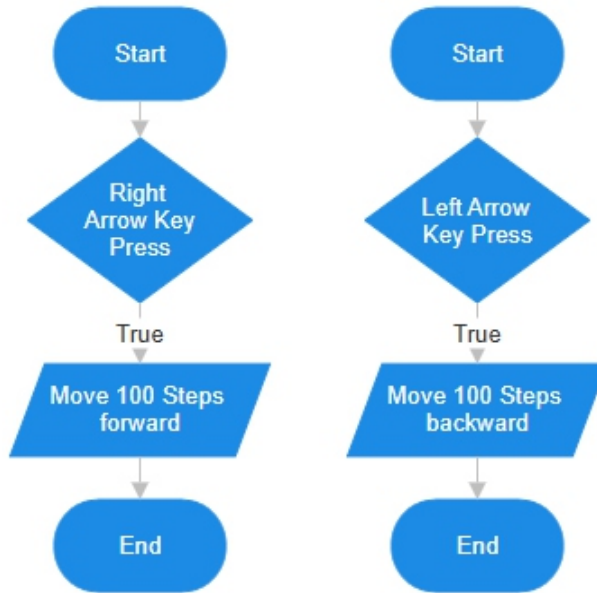 Start
Right
Arrow Key
Press
True
Move 100 Steps
forward
End
Start
Left Arrow
Key Press
True
Move 100 Steps
backward
End